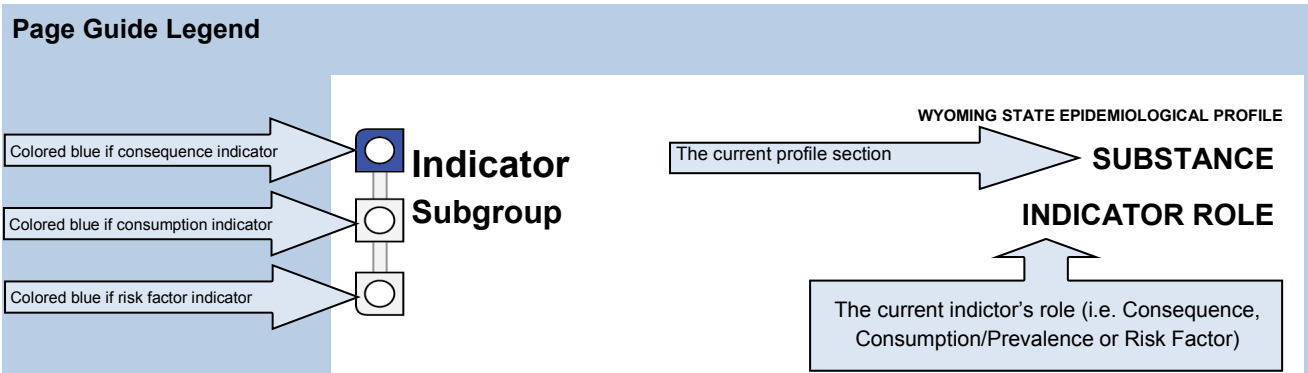 Page Guide Legend
WYOMING STATE EPIDEMIOLOGICAL PROFILE
Colored blue if consequence indicator
Indicator
The current profile section
SUBSTANCE
Colored blue if consumption indicator
Subgroup
INDICATOR ROLE
Colored blue if risk factor indicator
The current indictor's role (i.e. Consequence,
Consumption/Prevalence or Risk Factor)